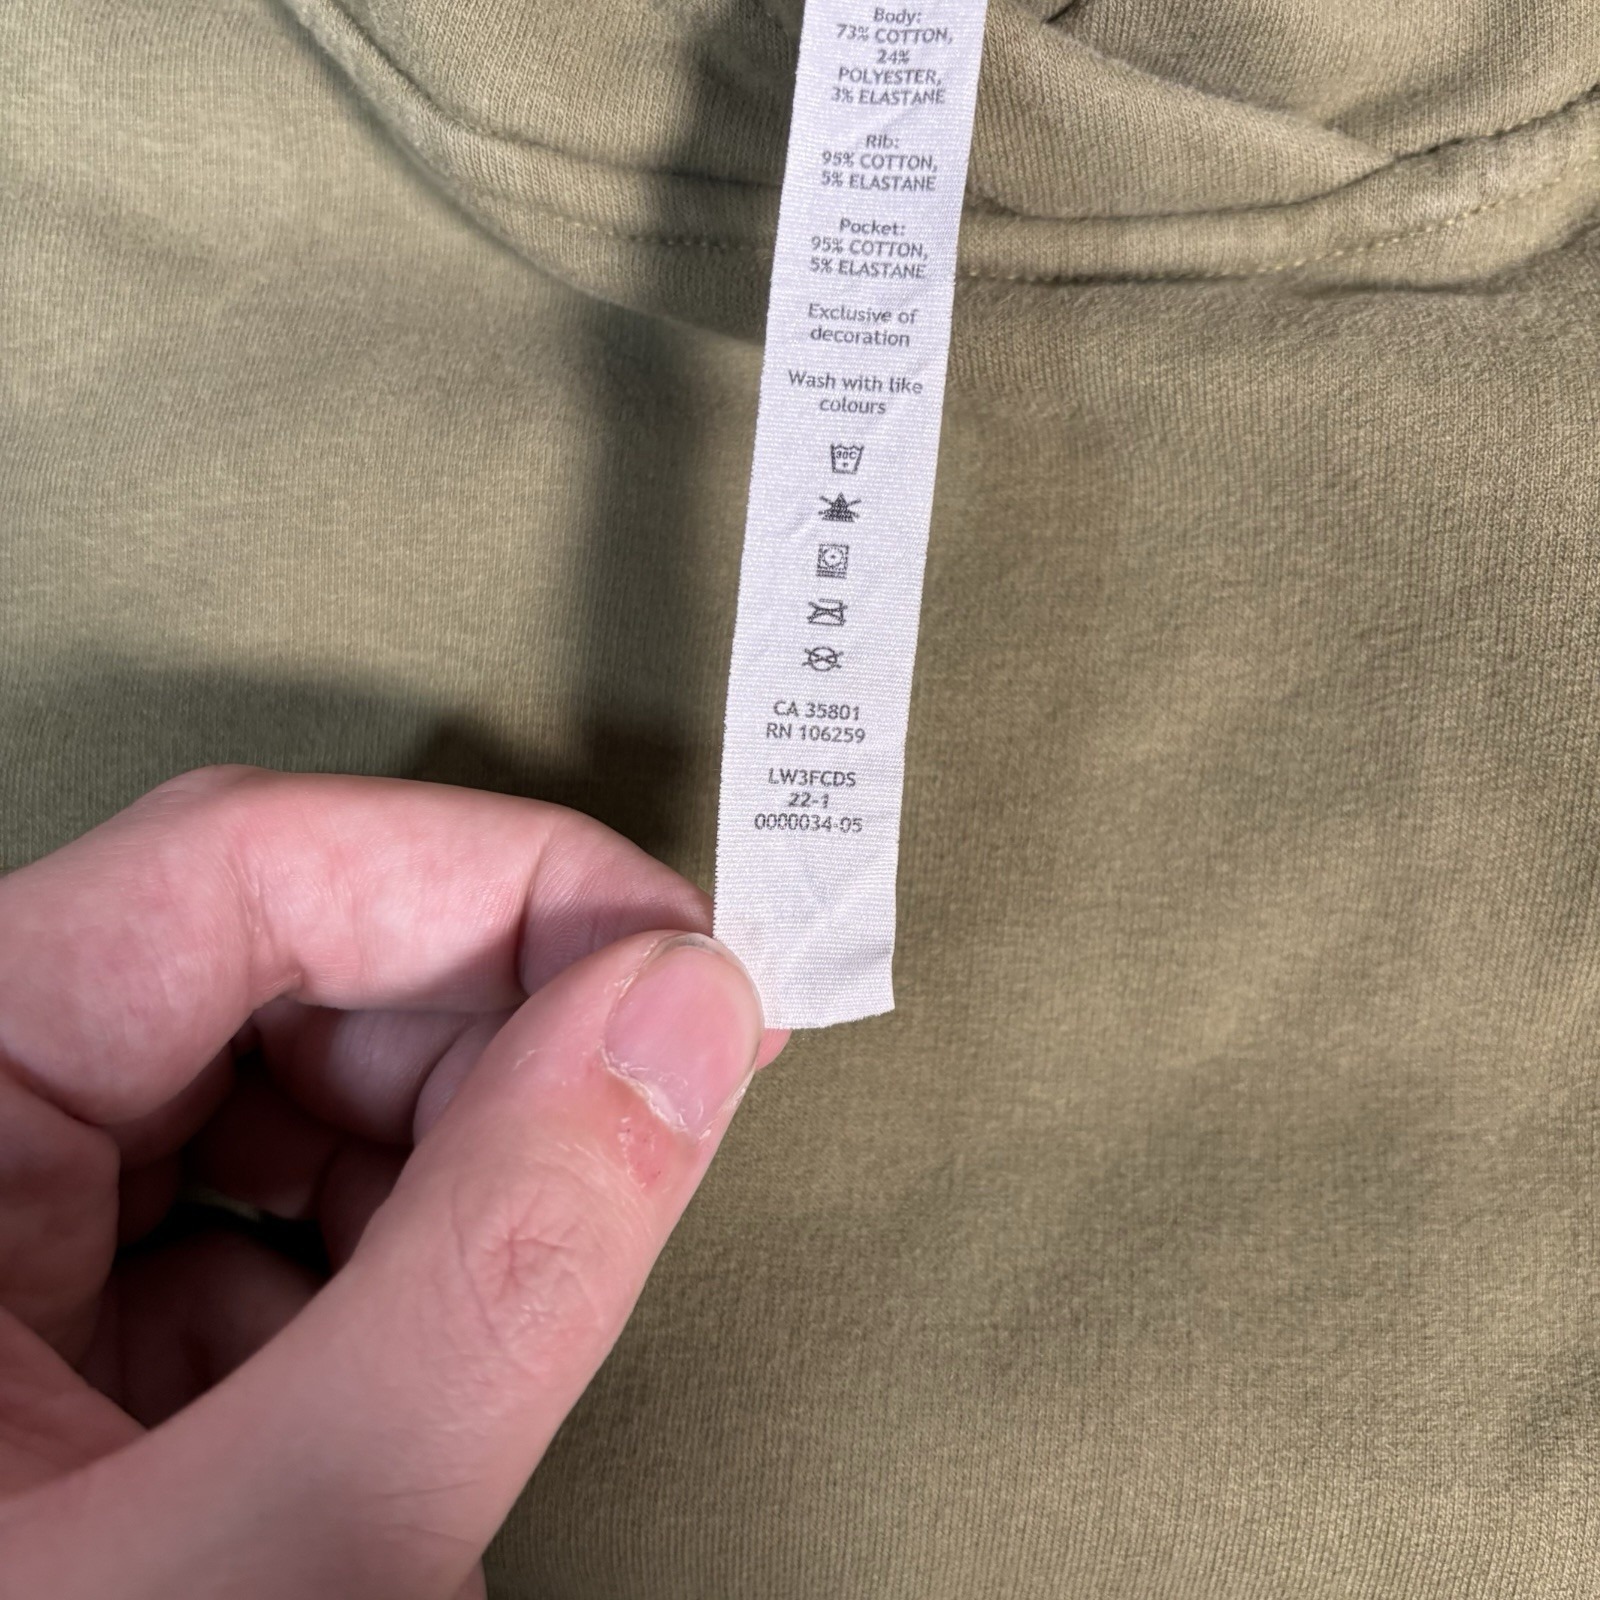 Body:
73% COTTON,
24%
POLYESTER,
3% ELASTANE
Rib:
95% COTTON,
5% ELASTANE
Pocket:
95% COTTON,
5% ELASTANE
Exclusive of
decoration
Wash with like
colours
30C
CA 35801
RN 106259
LW3FCDS
22-1
0000034-05